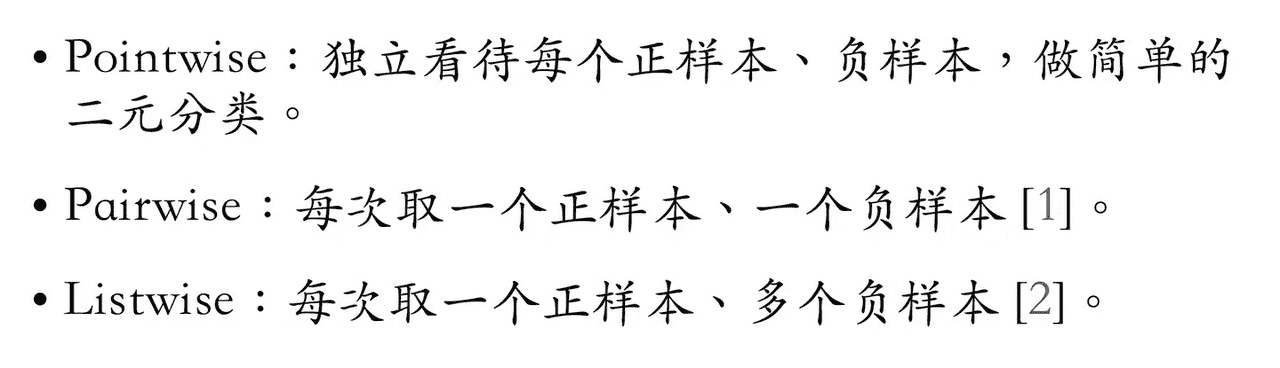 • Pointwise：独立看待每个正样本、负样本，做简单的
二元分类。
• Pairwise：每次取一个正样本、一个负样本[1]。
• Listwise：每次取一个正样本、多个负样本[2]。